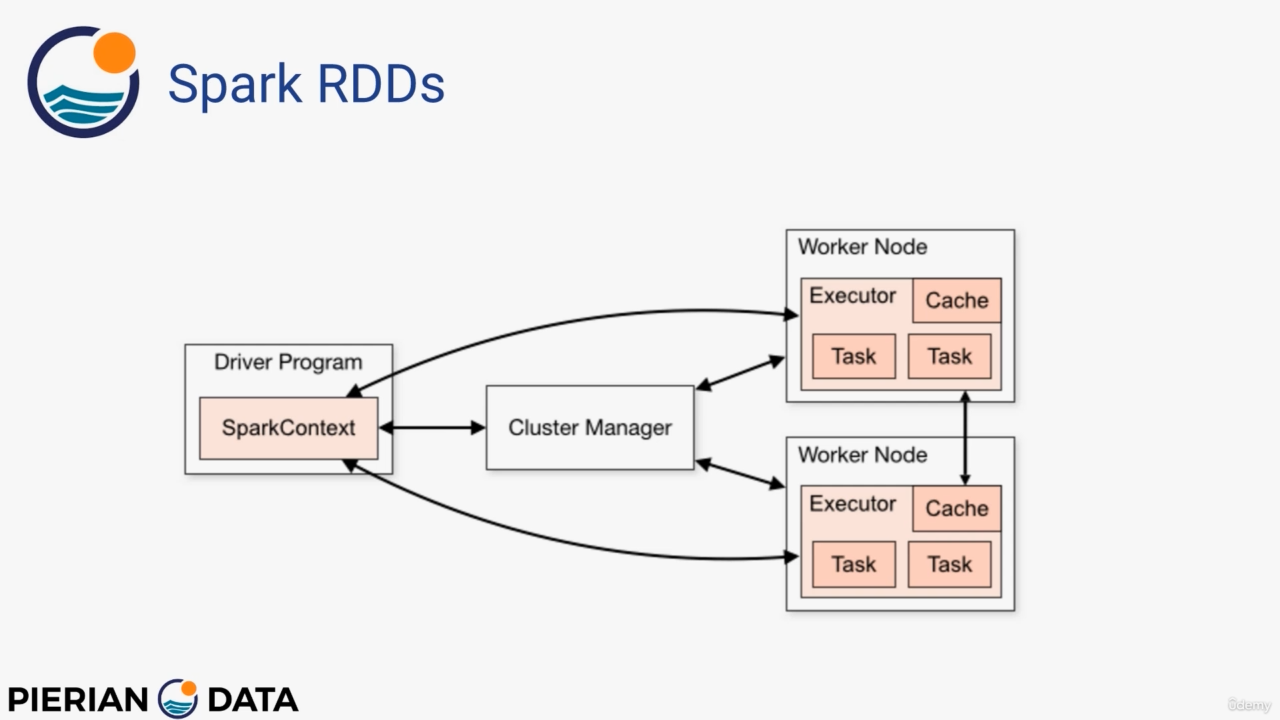 Spark RDDs
Worker Node
Executor
Cache
Task
Task
Driver Program
SparkContext
Cluster Manager
Worker Node
Executor
Cache
Task
Task
PIERIAN DATA
ûdemy